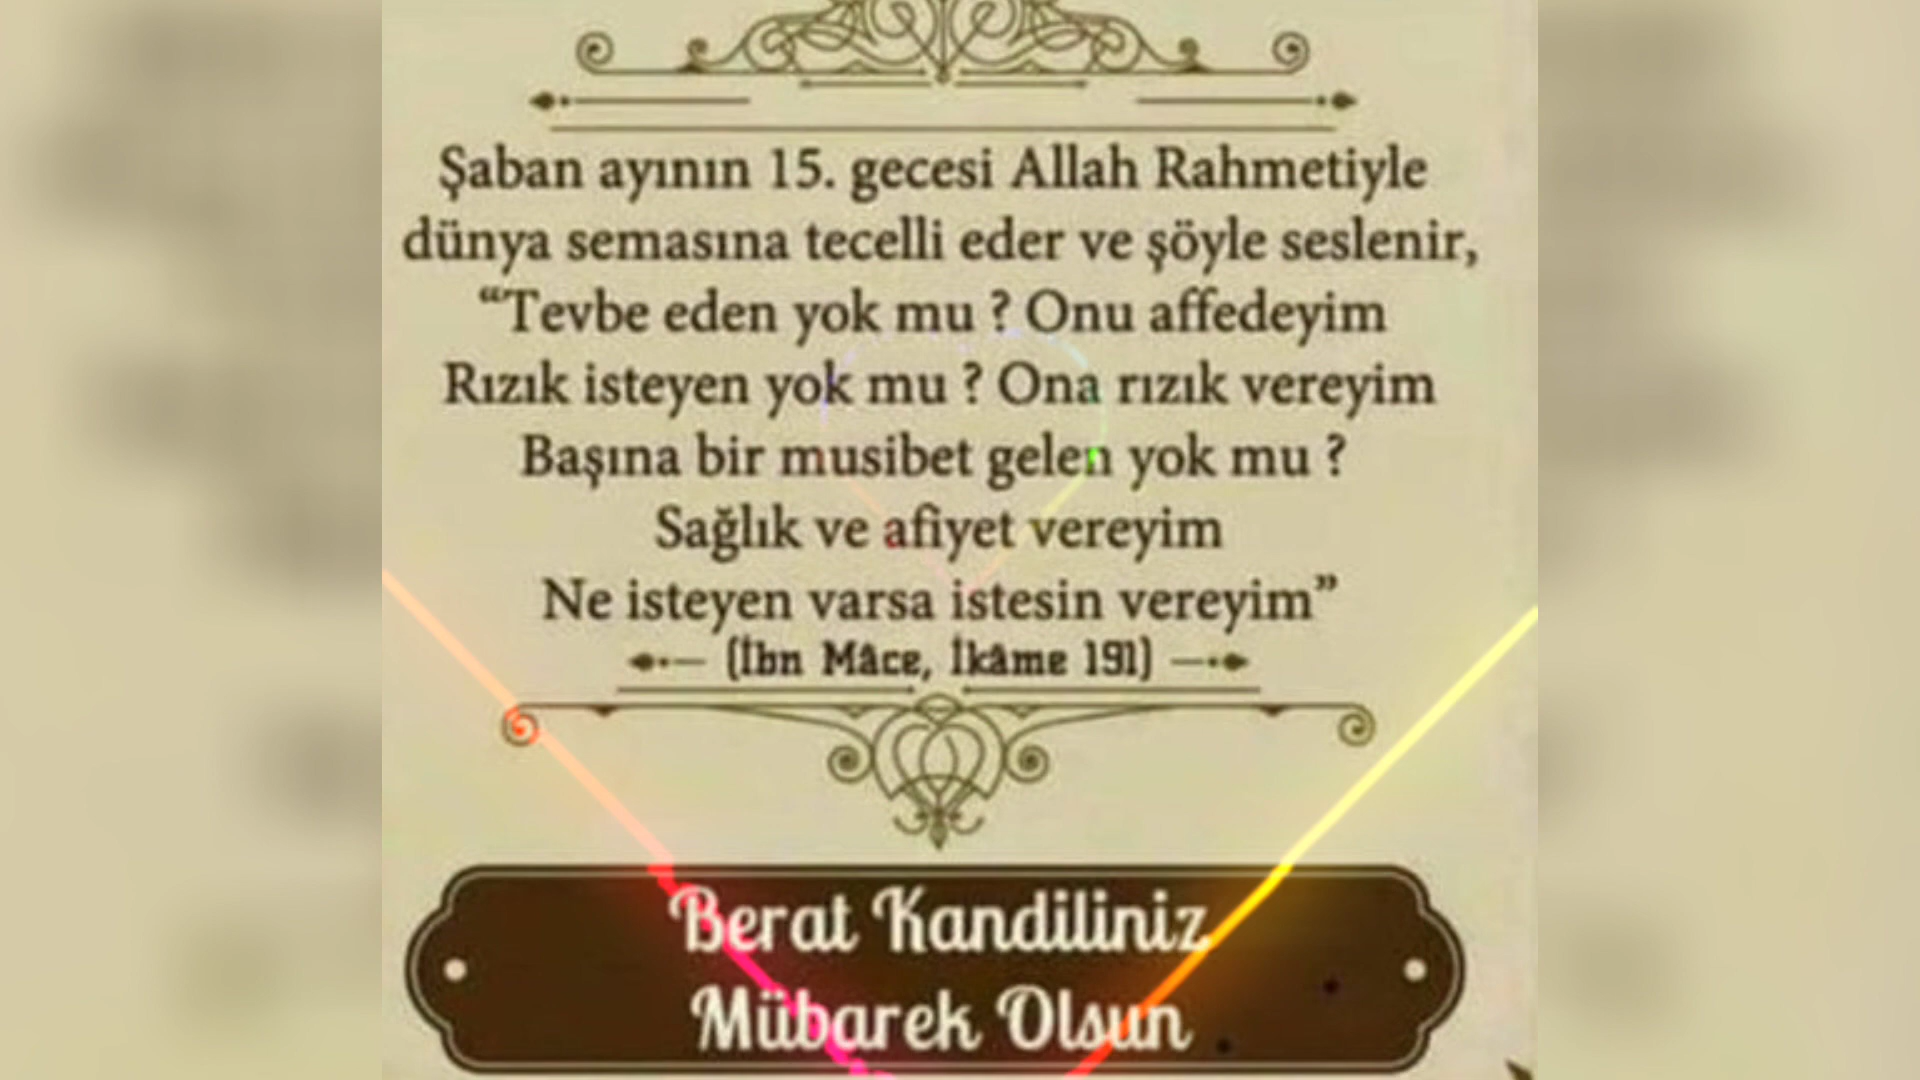 Şaban ayının 15. gecesi Allah Rahmetiyle
dünya semasına tecelli eder ve şöyle seslenir,
“Tevbe eden yok mu ? Onu affedeyim
Rızık isteyen yok mu ? Ona rızık vereyim
Başına bir musibet gelen yok mu ?
Sağlık ve afiyet vereyim
Ne isteyen varsa istesin vereyim”
(İbn Mâce, İkâme 191)
Berat Kandiliniz
Mübarek Olsun